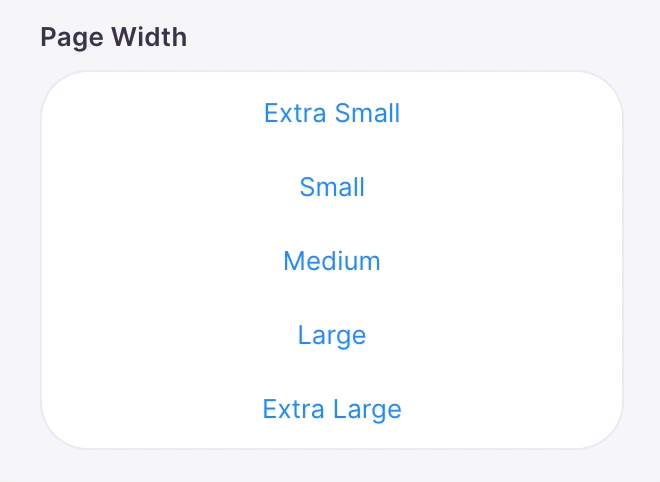 Page Width
Extra Small
Small
Medium
Large
Extra Large